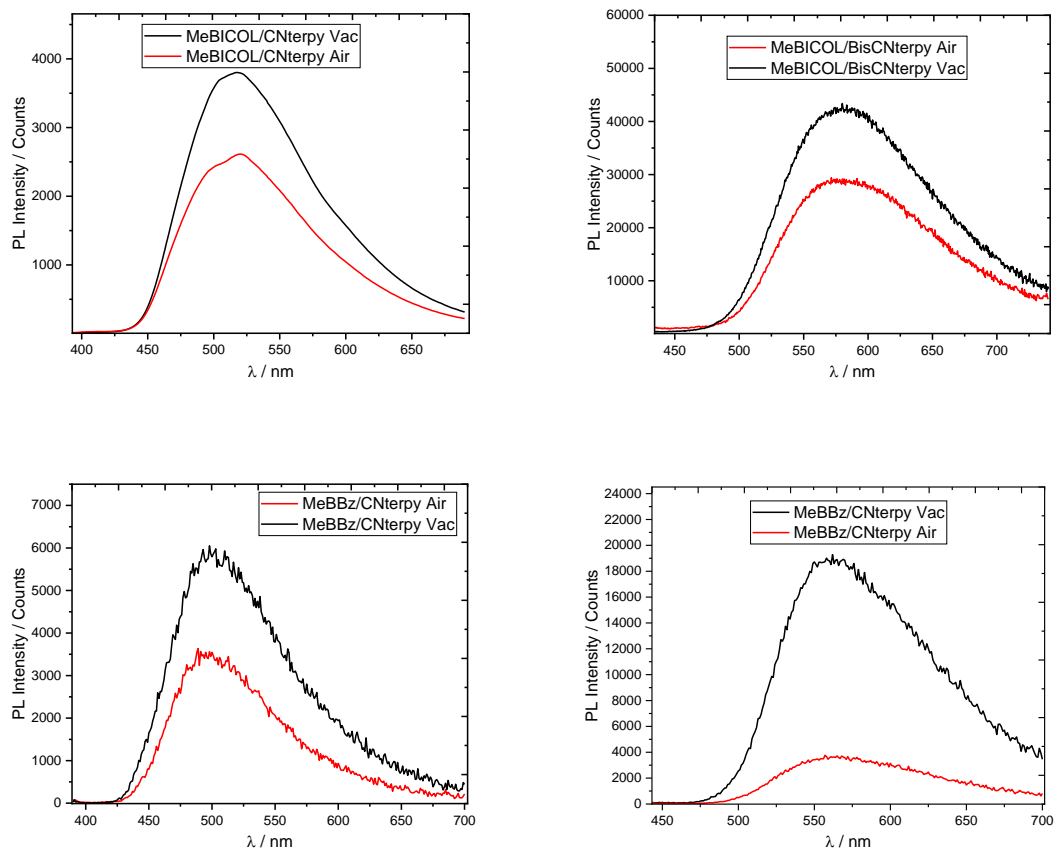 MeBICOL/CNterpy Vac
MeBICOL/CNterpy Air
4000
3000
2000
1000
PL Intensity / Counts
400 450 500 550 600 650
λ / nm
MeBICOL/BisCNterpy Air
MeBICOL/BisCNterpy Vac
60000
50000
40000
30000
20000
10000
PL Intensity / Counts
450 500 550 600 650 700
λ / nm
MeBBz/CNterpy Air
MeBBz/CNterpy Vac
7000
6000
5000
4000
3000
2000
1000
0
PL Intensity / Counts
400 450 500 550 600 650 700
λ / nm
MeBBz/CNterpy Vac
MeBBz/CNterpy Air
24000
22000
20000
18000
16000
14000
12000
10000
8000
6000
4000
2000
0
PL Intensity / Counts
450 500 550 600 650 700
λ / nm